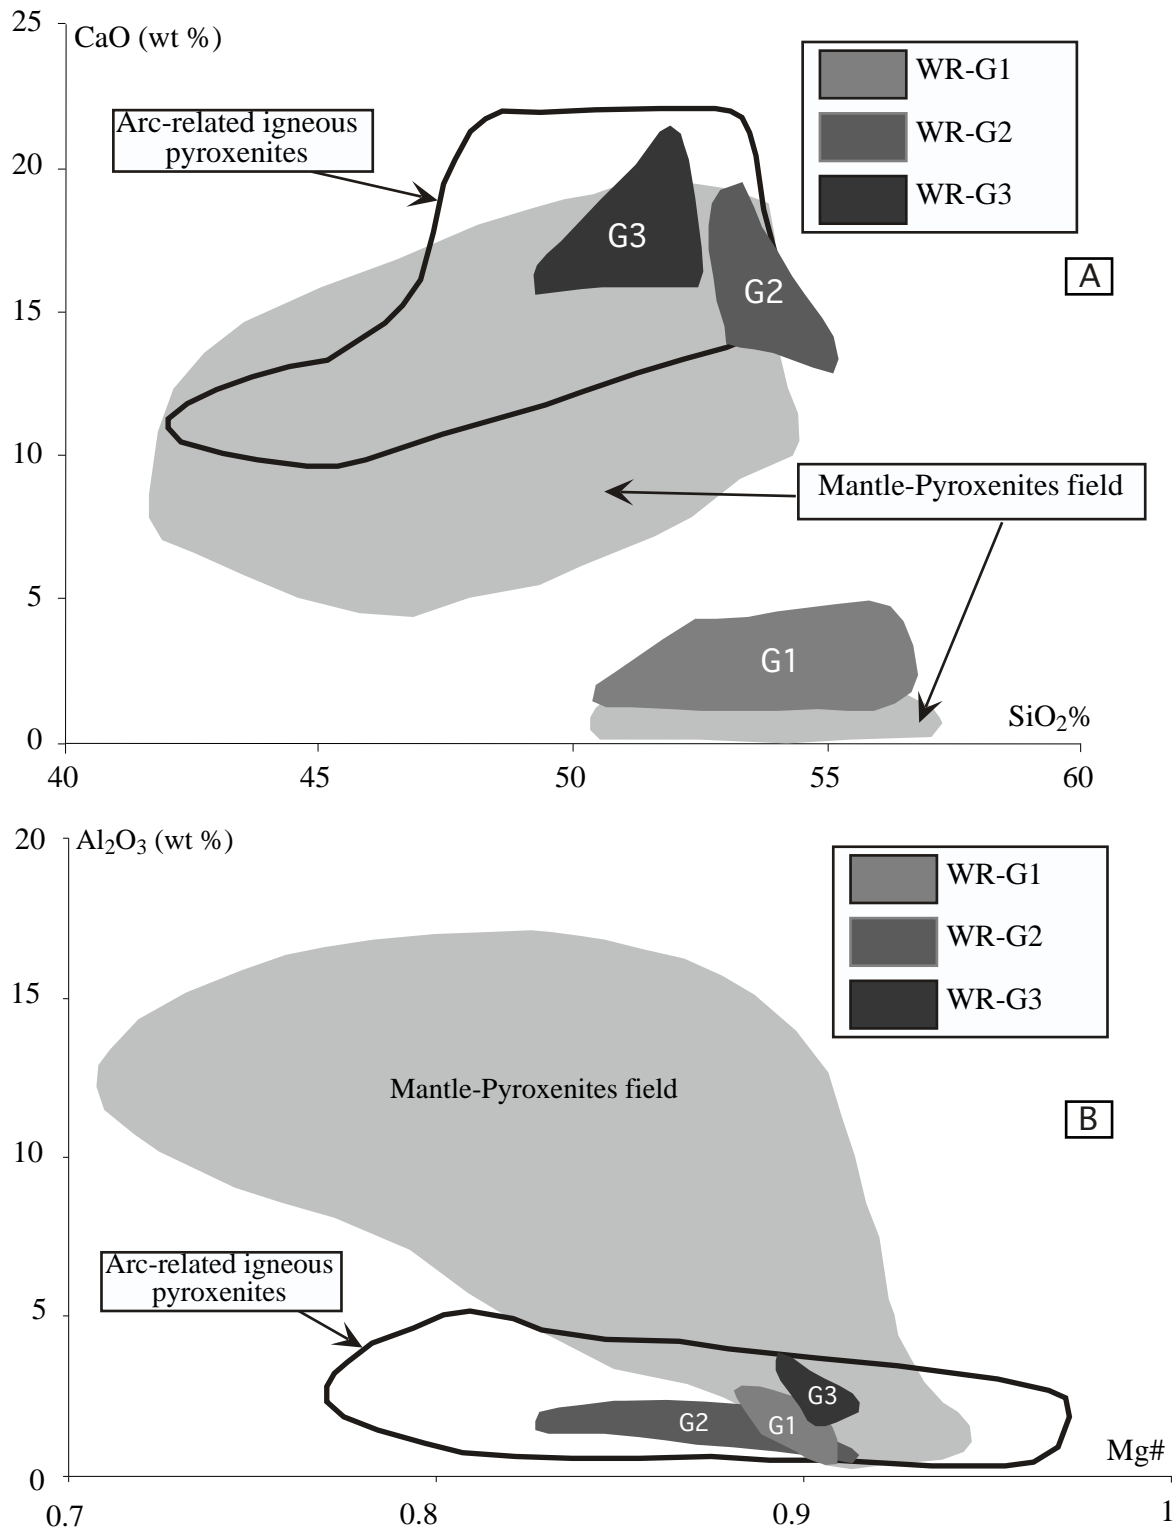 25
CaO (wt %)
WR-G1
Arc-related igneous
pyroxenites
WR-G2
20
WR-G3
G3
A
G2
15
10
Mantle-Pyroxenites field
5
G1
SiO₂%
0
40
45
50
55
60
20
Al₂O₃ (wt %)
WR-G1
WR-G2
15
WR-G3
Mantle-Pyroxenites field
B
10
Arc-related igneous
pyroxenites
5
G3
G2
G1
Mg#
0
0.7
0.8
0.9
1